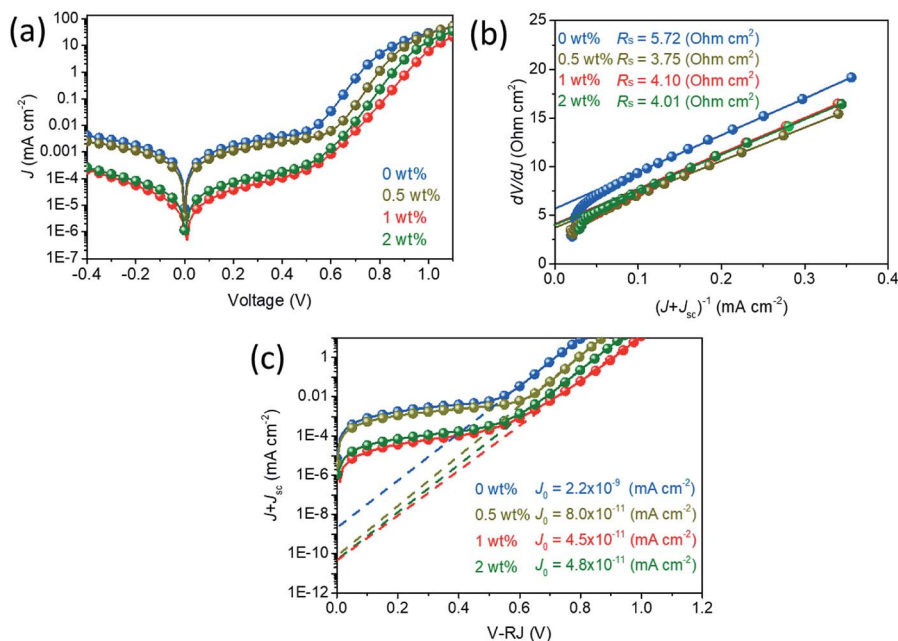 (a)
100
10
1
0.1
0.01
0.001
1E-4
1E-5
1E-6
1E-7
J (mA cm⁻²)
0 wt%
0.5 wt%
1 wt%
2 wt%
-0.4 -0.2 0.0 0.2 0.4 0.6 0.8 1.0
Voltage (V)
(b)
25
20
15
10
5
0
dV/dJ (Ohm cm²)
0 wt% Rs = 5.72 (Ohm cm²)
0.5 wt% Rs = 3.75 (Ohm cm²)
1 wt% Rs = 4.10 (Ohm cm²)
2 wt% Rs = 4.01 (Ohm cm²)
0.0 0.1 0.2 0.3 0.4
(J+Jsc)⁻¹ (mA cm⁻²)
(c)
1
0.01
1E-4
1E-6
1E-8
1E-10
1E-12
J+Jsc (mA cm⁻²)
0 wt% J₀ = 2.2x10⁻⁹ (mA cm⁻²)
0.5 wt% J₀ = 8.0x10⁻¹¹ (mA cm⁻²)
1 wt% J₀ = 4.5x10⁻¹¹ (mA cm⁻²)
2 wt% J₀ = 4.8x10⁻¹¹ (mA cm⁻²)
0.0 0.2 0.4 0.6 0.8 1.0 1.2
V-RJ (V)